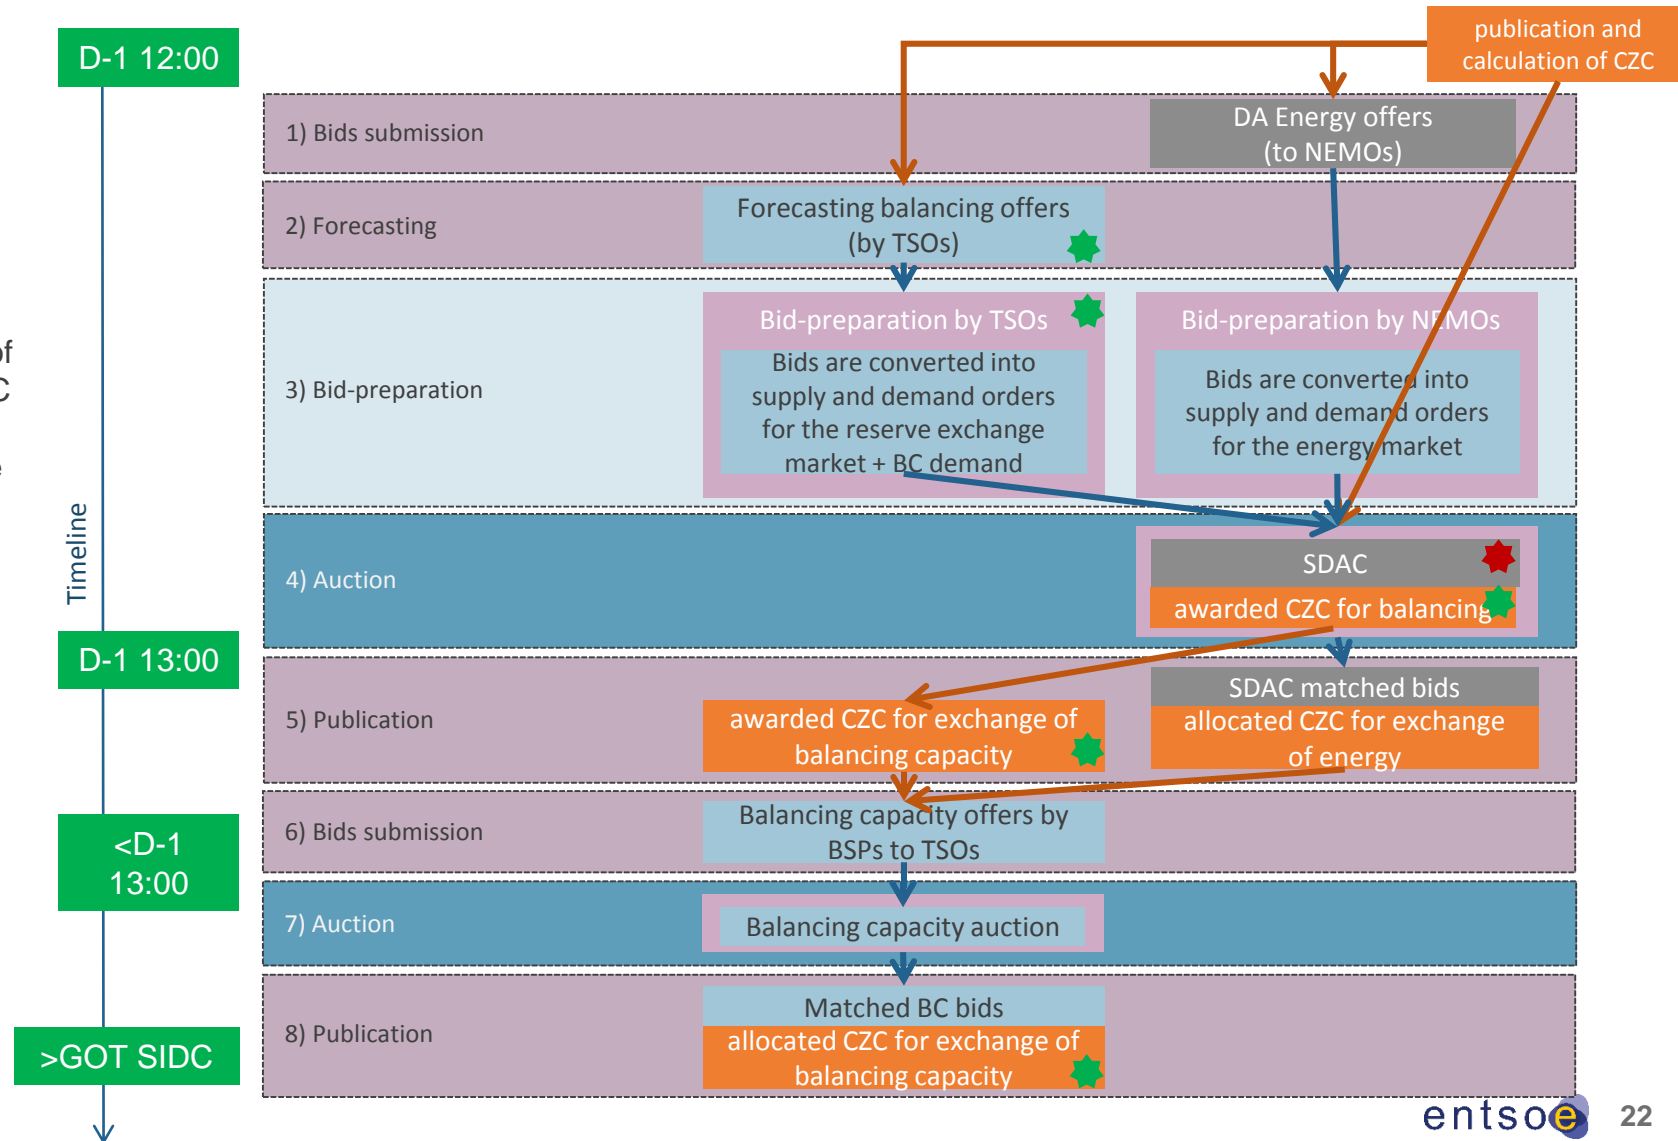 publication and
calculation of CZC
D-1 12:00
1) Bids submission
DA Energy offers
(to NEMOs)
2) Forecasting
Forecasting balancing offers
(by TSOs)
3) Bid-preparation
Bid-preparation by TSOs
Bids are converted into
supply and demand orders
for the reserve exchange
market + BC demand
Bid-preparation by NEMOs
Bids are converted into
supply and demand orders
for the energy market
of
C
e
Timeline
4) Auction
SDAC
awarded CZC for balancing
D-1 13:00
5) Publication
awarded CZC for exchange of
balancing capacity
SDAC matched bids
allocated CZC for exchange
of energy
<D-1
13:00
6) Bids submission
Balancing capacity offers by
BSPs to TSOs
7) Auction
Balancing capacity auction
8) Publication
Matched BC bids
allocated CZC for exchange of
balancing capacity
>GOT SIDC
entsoe
22